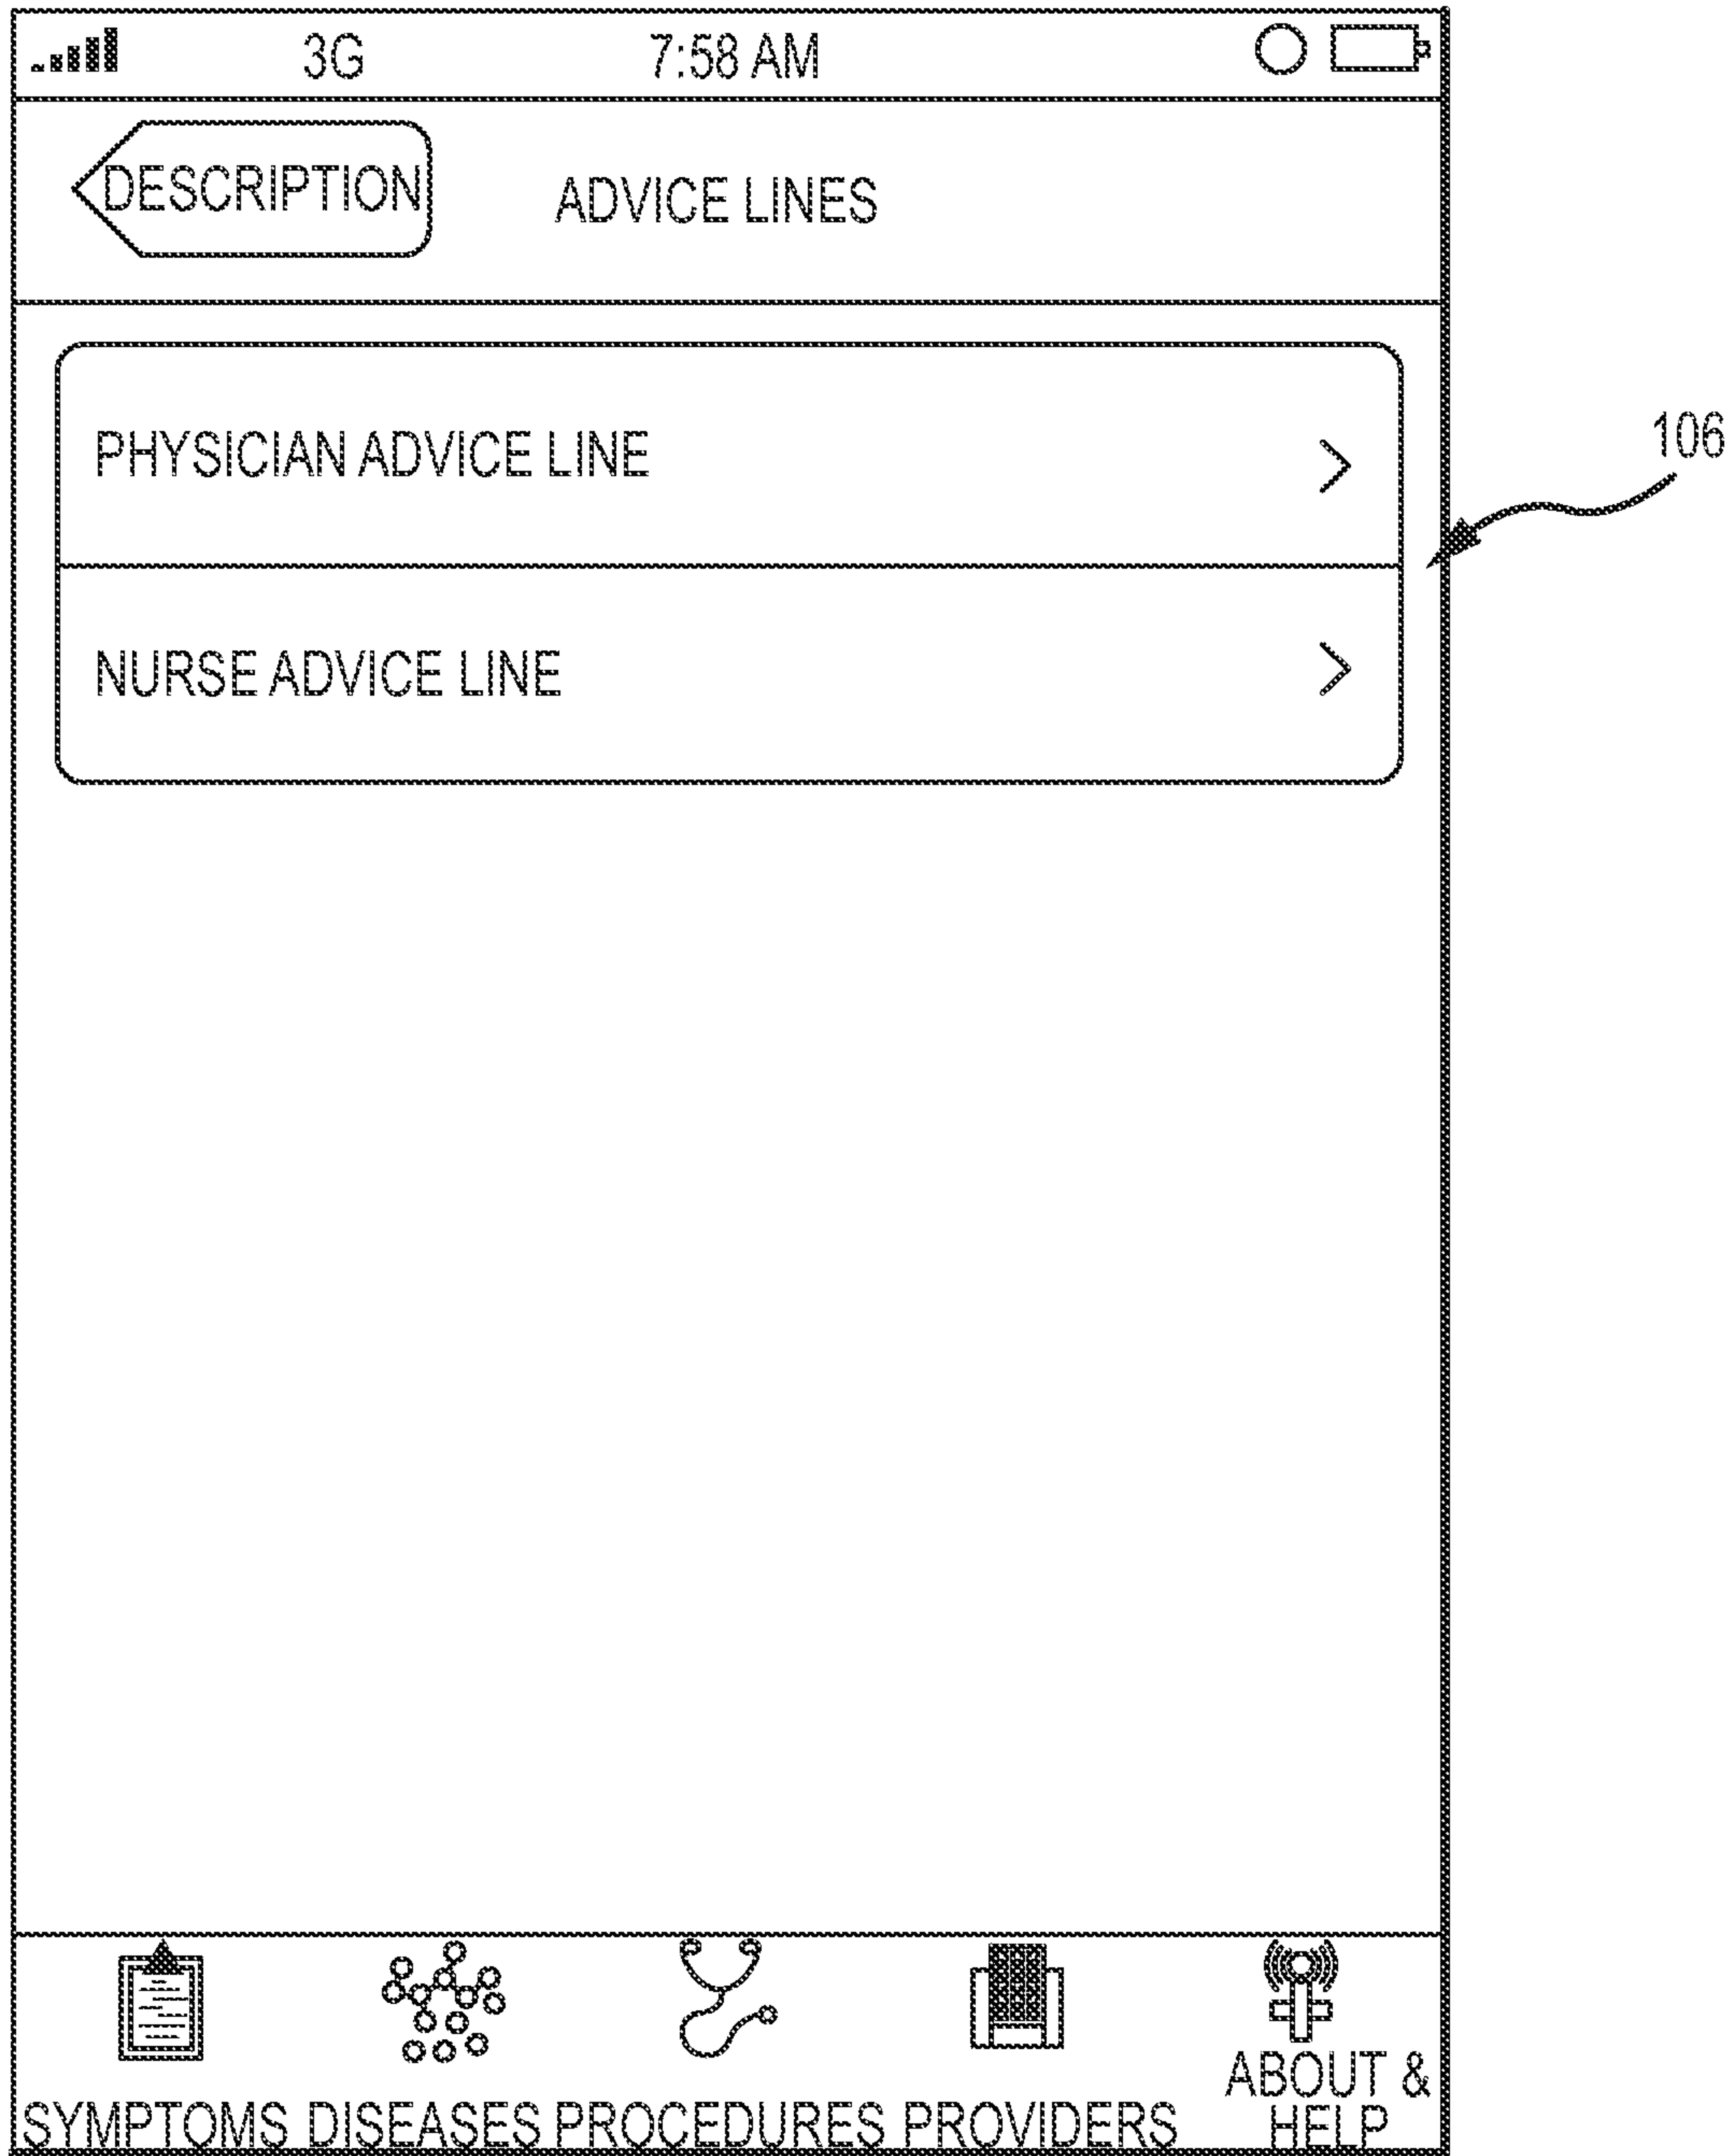 3G 7:58 AM
DESCRIPTION ADVICE LINES
PHYSICIAN ADVICE LINE
106
NURSE ADVICE LINE
SYMPTOMS DISEASES PROCEDURES PROVIDERS ABOUT &
HELP